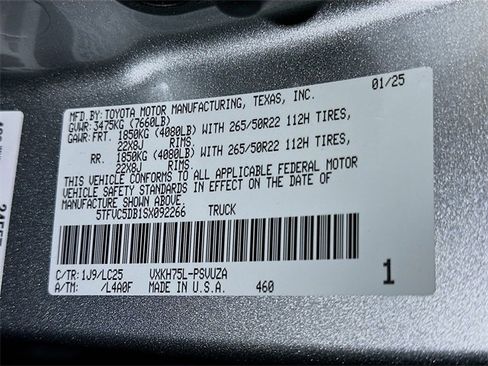 MFD.BY:TOYOTA MOTOR MANUFACTURING, TEXAS, INC. 01/25
GVWR: 3475KG (7660LB)
GAWR:FRT. 1850KG (4080LB) WITH 265/50R22 112H TIRES,
22X8J RIMS.
RR. 1850KG (4080LB) WITH 265/50R22 112H TIRES,
22X8J RIMS.
THIS VEHICLE CONFORMS TO ALL APPLICABLE FEDERAL MOTOR
VEHICLE SAFETY STANDARDS IN EFFECT ON THE DATE OF
MANUFACTURE SHOWN ABOVE.
5TFVC5DB1SX092266 TRUCK
C/TR: 1J9/LC25 VXKH75L-PSVUZA 1
A/TM: /L4A0F MADE IN U.S.A. 460